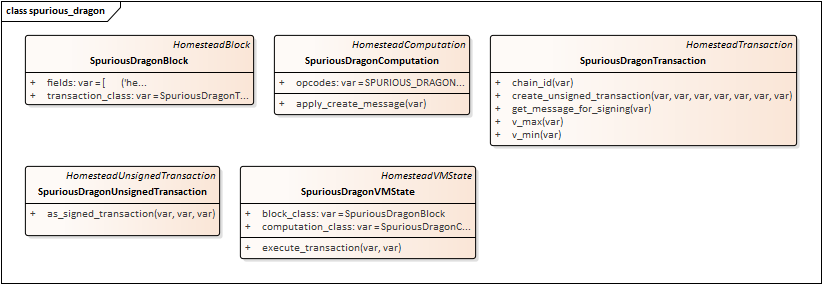 class spurious_dragon
HomesteadBlock
SpuriousDragonBlock
+ fields: var = [ ('he...
+ transaction_class: var = SpuriousDragonT...
HomesteadComputation
SpuriousDragonComputation
+ opcodes: var = SPURIOUS_DRAGON...
+ apply_create_message(var)
HomesteadTransaction
SpuriousDragonTransaction
+ chain_id(var)
+ create_unsigned_transaction(var, var, var, var, var, var, var)
+ get_message_for_signing(var)
+ v_max(var)
+ v_min(var)
HomesteadUnsignedTransaction
SpuriousDragonUnsignedTransaction
+ as_signed_transaction(var, var, var)
HomesteadVMState
SpuriousDragonVMState
+ block_class: var = SpuriousDragonBlock
+ computation_class: var = SpuriousDragonC...
+ execute_transaction(var, var)